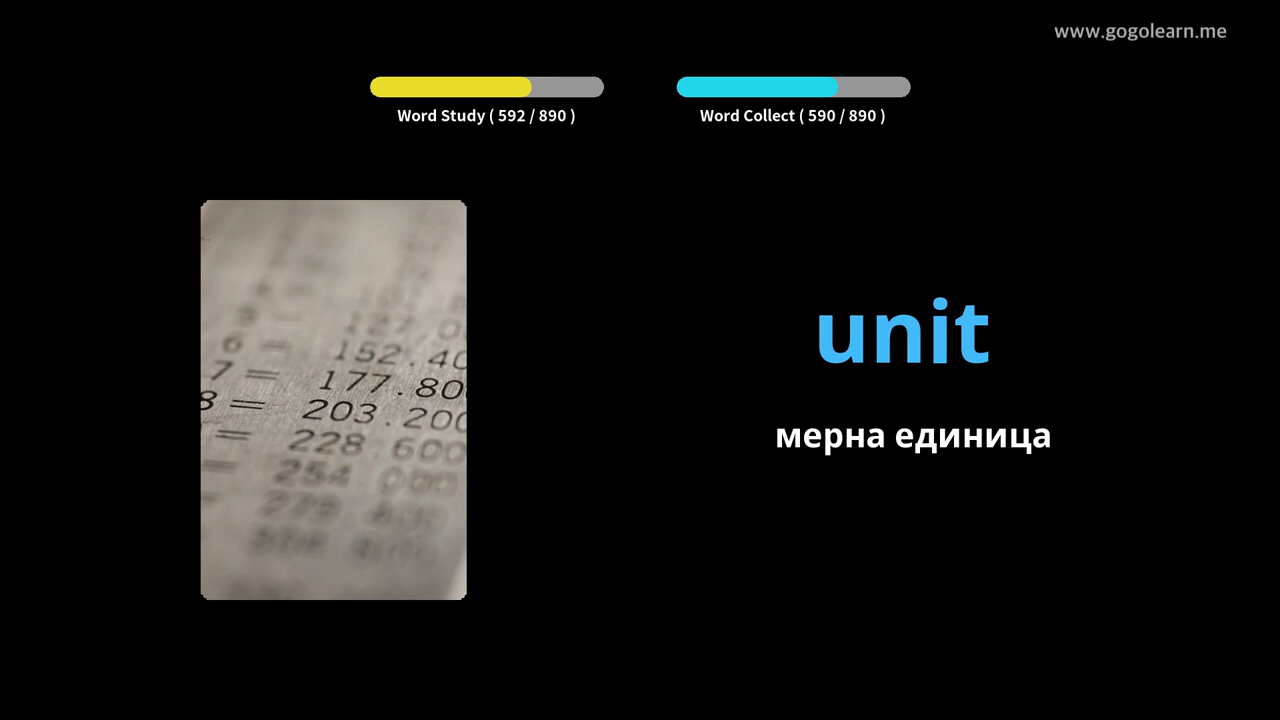 www.gogolearn.me
Word Study ( 592 / 890 )
Word Collect ( 590 / 890 )
6 =
152.40
7 =
177.80
8 =
203.200
=
228.600
unit
мерна единица